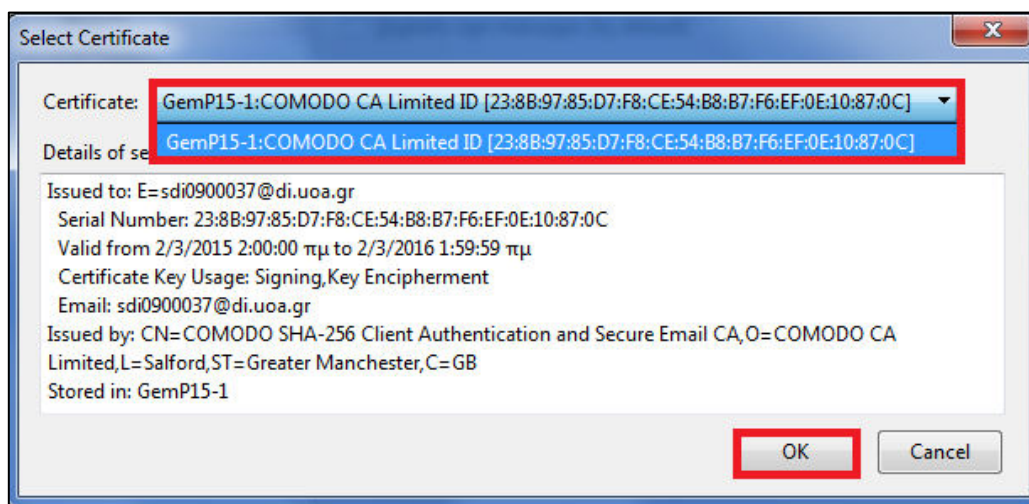 Select Certificate
Certificate: GemP15-1:COMODO CA Limited ID [23:8B:97:85:D7:F8:CE:54:B8:B7:F6:EF:0E:10:87:0C]
GemP15-1:COMODO CA Limited ID [23:8B:97:85:D7:F8:CE:54:B8:B7:F6:EF:0E:10:87:0C]
Details of se
Issued to: E=sdi0900037@di.uoa.gr
Serial Number: 23:8B:97:85:D7:F8:CE:54:B8:B7:F6:EF:0E:10:87:0C
Valid from 2/3/2015 2:00:00 πμ to 2/3/2016 1:59:59 πμ
Certificate Key Usage: Signing,Key Encipherment
Email: sdi0900037@di.uoa.gr
Issued by: CN=COMODO SHA-256 Client Authentication and Secure Email CA,O=COMODO CA
Limited,L=Salford,ST=Greater Manchester,C=GB
Stored in: GemP15-1
OK Cancel